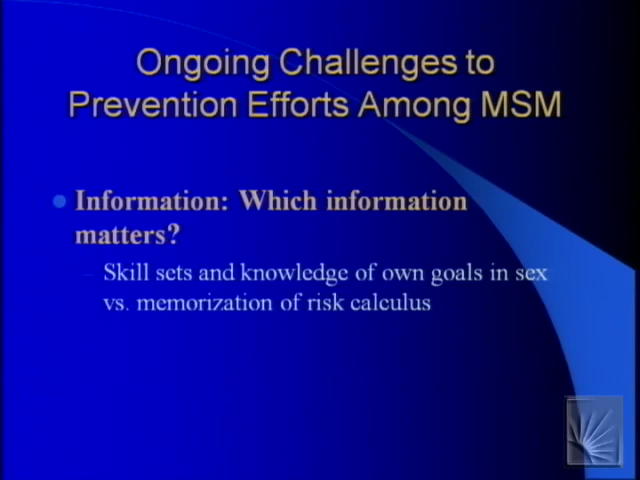 Ongoing Challenges to
Prevention Efforts Among MSM
Information: Which information
matters?
– Skill sets and knowledge of own goals in sex
vs. memorization of risk calculus